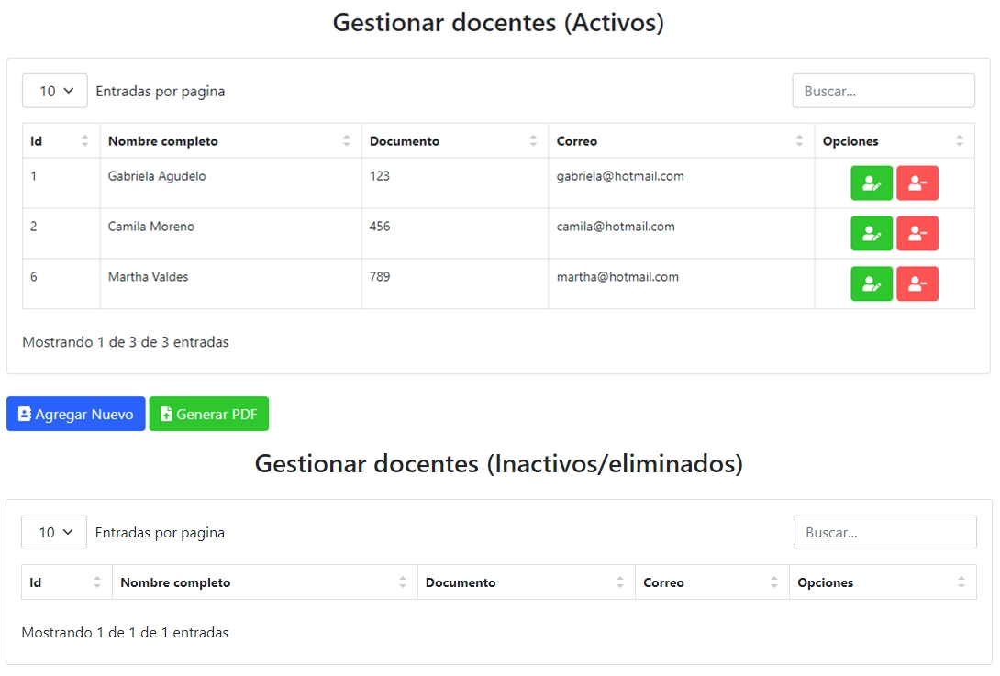 Gestionar docentes (Activos)
10 Entradas por pagina Buscar...
Id Nombre completo Documento Correo Opciones
1 Gabriela Agudelo 123 gabriela@hotmail.com
2 Camila Moreno 456 camila@hotmail.com
6 Martha Valdes 789 martha@hotmail.com
Mostrando 1 de 3 de 3 entradas
Agregar Nuevo Generar PDF
Gestionar docentes (Inactivos/eliminados)
10 Entradas por pagina Buscar...
Id Nombre completo Documento Correo Opciones
Mostrando 1 de 1 de 1 entradas